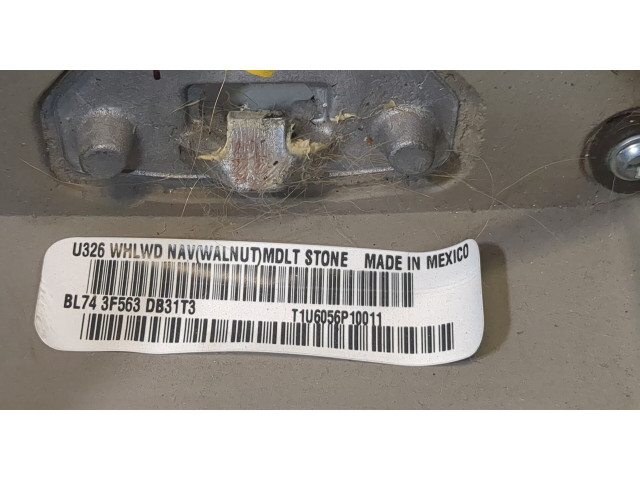 U326 WHLWD NAV(WALNUT)MDLT STONE MADE IN MEXICO
BL74 3F563 DB31T3 T1U6056P10011